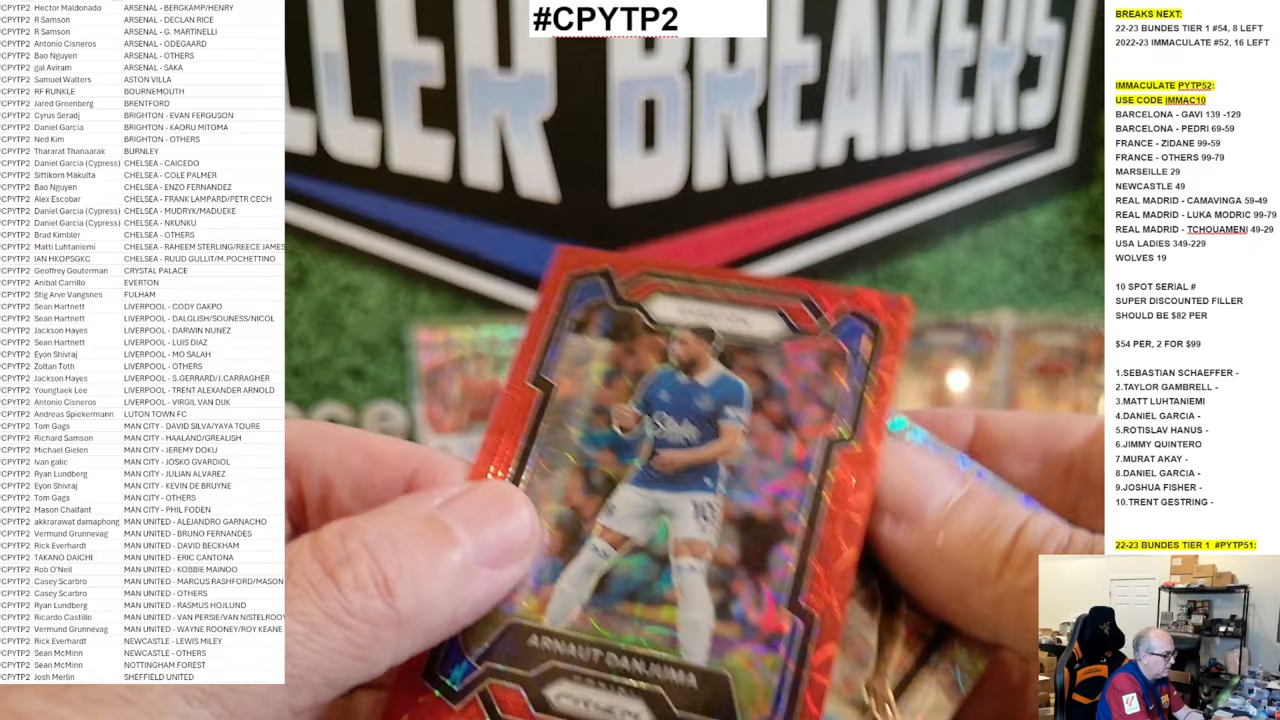 #CPYTP2
CPYTP2 Hector Maldonado ARSENAL - BERGKAMP/HENRY
CPYTP2 R Samson ARSENAL - DECLAN RICE
CPYTP2 R Samson ARSENAL - G. MARTINELLI
CPYTP2 Antonio Cisneros ARSENAL - ODEGAARD
CPYTP2 Bao Nguyen ARSENAL - OTHERS
CPYTP2 gal Aviram ARSENAL - SAKA
CPYTP2 Samuel Walters ASTON VILLA
CPYTP2 RF RUNKLE BOURNEMOUTH
CPYTP2 Jared Greenberg BRENTFORD
CPYTP2 Cyrus Seradj BRIGHTON - EVAN FERGUSON
CPYTP2 Daniel Garcia BRIGHTON - KAORU MITOMA
CPYTP2 Ned Kim BRIGHTON - OTHERS
CPYTP2 Thararat Thanaarak BURNLEY
CPYTP2 Daniel Garcia (Cypress) CHELSEA - CAICEDO
CPYTP2 Sittikorn Makulta CHELSEA - COLE PALMER
CPYTP2 Bao Nguyen CHELSEA - ENZO FERNANDEZ
CPYTP2 Alex Escobar CHELSEA - FRANK LAMPARD/PETR CECH
CPYTP2 Daniel Garcia (Cypress) CHELSEA - MUDRYK/MADUEKE
CPYTP2 Daniel Garcia (Cypress) CHELSEA - NKUNKU
CPYTP2 Brad Kimbler CHELSEA - OTHERS
CPYTP2 Matti Luhtaniemi CHELSEA - RAHEEM STERLING/REECE JAMES
CPYTP2 IAN HKOPSGKC CHELSEA - RUUD GULLIT/M.POCHETTINO
CPYTP2 Geoffrey Gouterman CRYSTAL PALACE
CPYTP2 Anibal Carrillo EVERTON
CPYTP2 Stig Arve Vangsnes FULHAM
CPYTP2 Sean Hartnett LIVERPOOL - CODY GAKPO
CPYTP2 Sean Hartnett LIVERPOOL - DALGLISH/SOUNESS/NICOL
CPYTP2 Jackson Hayes LIVERPOOL - DARWIN NUNEZ
CPYTP2 Sean Hartnett LIVERPOOL - LUIS DIAZ
CPYTP2 Eyon Shivraj LIVERPOOL - MO SALAH
CPYTP2 Zoltan Toth LIVERPOOL - OTHERS
CPYTP2 Jackson Hayes LIVERPOOL - S.GERRARD/J.CARRAGHER
CPYTP2 Youngtaek Lee LIVERPOOL - TRENT ALEXANDER ARNOLD
CPYTP2 Antonio Cisneros LIVERPOOL - VIRGIL VAN DIJK
CPYTP2 Andreas Spiekermann LUTON TOWN FC
CPYTP2 Tom Gags MAN CITY - DAVID SILVA/YAYA TOURE
CPYTP2 Richard Samson MAN CITY - HAALAND/GREALISH
CPYTP2 Michael Gielen MAN CITY - JEREMY DOKU
CPYTP2 Ivan galic MAN CITY - JOSKO GVARDIOL
CPYTP2 Ryan Lundberg MAN CITY - JULIAN ALVAREZ
CPYTP2 Eyon Shivraj MAN CITY - KEVIN DE BRUYNE
CPYTP2 Tom Gags MAN CITY - OTHERS
CPYTP2 Mason Chalfant MAN CITY - PHIL FODEN
CPYTP2 akkrarawat damaphong MAN UNITED - ALEJANDRO GARNACHO
CPYTP2 Vermund Grunnevag MAN UNITED - BRUNO FERNANDES
CPYTP2 Rick Everhardt MAN UNITED - DAVID BECKHAM
CPYTP2 TAKANO DAICHI MAN UNITED - ERIC CANTONA
CPYTP2 Rob O'Neil MAN UNITED - KOBBIE MAINOO
CPYTP2 Casey Scarbro MAN UNITED - MARCUS RASHFORD/MASON
CPYTP2 Casey Scarbro MAN UNITED - OTHERS
CPYTP2 Ryan Lundberg MAN UNITED - RASMUS HOJLUND
CPYTP2 Ricardo Castillo MAN UNITED - VAN PERSIE/VAN NISTELROOY
CPYTP2 Vermund Grunnevag MAN UNITED - WAYNE ROONEY/ROY KEANE
CPYTP2 Rick Everhardt NEWCASTLE - LEWIS MILEY
CPYTP2 Sean McMinn NEWCASTLE - OTHERS
CPYTP2 Sean McMinn NOTTINGHAM FOREST
CPYTP2 Josh Merlin SHEFFIELD UNITED
LLER BREAKERS
ARNAUT DANJUMA
BREAKS NEXT:
22-23 BUNDES TIER 1 #54, 8 LEFT
2022-23 IMMACULATE #52, 16 LEFT
IMMACULATE PYTP52:
USE CODE IMMAC10
BARCELONA - GAVI 139 -129
BARCELONA - PEDRI 69-59
FRANCE - ZIDANE 99-59
FRANCE - OTHERS 99-79
MARSEILLE 29
NEWCASTLE 49
REAL MADRID - CAMAVINGA 59-49
REAL MADRID - LUKA MODRIC 99-79
REAL MADRID - TCHOUAMENI 49-29
USA LADIES 349-229
WOLVES 19
10 SPOT SERIAL #
SUPER DISCOUNTED FILLER
SHOULD BE $82 PER
$54 PER, 2 FOR $99
1.SEBASTIAN SCHAEFFER -
2.TAYLOR GAMBRELL -
3.MATT LUHTANIEMI
4.DANIEL GARCIA -
5.ROTISLAV HANUS -
6.JIMMY QUINTERO
7.MURAT AKAY -
8.DANIEL GARCIA -
9.JOSHUA FISHER -
10.TRENT GESTRING -
22-23 BUNDES TIER 1 #PYTP51: